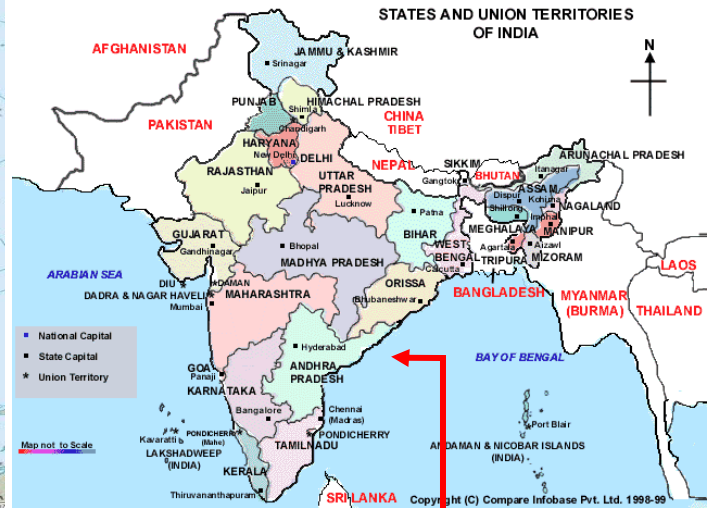 STATES AND UNION TERRITORIES
OF INDIA
N
AFGHANISTAN
JAMMU & KASHMIR
Srinagar
PUNJAB
HIMACHAL PRADESH
Shimla
Chandigarh
PAKISTAN
CHINA
TIBET
HARYANA
New Delhi
DELHI
RAJASTHAN
Jaipur
UTTAR
PRADESH
Lucknow
NEPAL
SIKKIM
Gangtok
BHUTAN
ARUNACHAL PRADESH
Itanagar
ASSAM
Dispur
Kohima
NAGALAND
Shillong
Imphal
MEGHALAYA
MANIPUR
Agartala
Aizawl
TRIPURA
MIZORAM
Patna
BIHAR
WEST
BENGAL
Calcutta
GUJARAT
Gandhinagar
Bhopal
MADHYA PRADESH
ARABIAN SEA
DIU
DAMAN
DADRA & NAGAR HAVELI
Mumbai
MAHARASHTRA
ORISSA
Bhubaneshwar
BANGLADESH
MYANMAR
(BURMA)
LAOS
THAILAND
National Capital
State Capital
Union Territory
Hyderabad
ANDHRA
PRADESH
BAY OF BENGAL
GOA
Panaji
KARNATAKA
Bangalore
Chennai
(Madras)
PONDICHERRY
(Mahe)
PONDICHERRY
TAMILNADU
Kavaratti
LAKSHADWEEP
(INDIA)
KERALA
Thiruvananthapuram
Port Blair
ANDAMAN & NICOBAR ISLANDS
(INDIA)
Map not to Scale
SRI LANKA
Copyright (C) Compare Infobase Pvt. Ltd. 1998-99